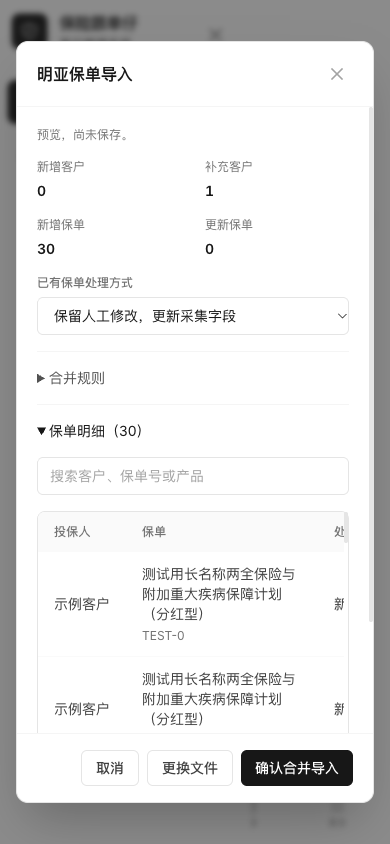 明亚保单导入
预览，尚未保存。
新增客户
补充客户
0
1
新增保单
更新保单
30
0
已有保单处理方式
保留人工修改，更新采集字段
合并规则
保单明细（30）
搜索客户、保单号或产品
投保人
保单
处
示例客户
测试用长名称两全保险与
附加重大疾病保障计划
（分红型）
TEST-0
新
示例客户
测试用长名称两全保险与
附加重大疾病保障计划
（分红型）
新
取消
更换文件
确认合并导入